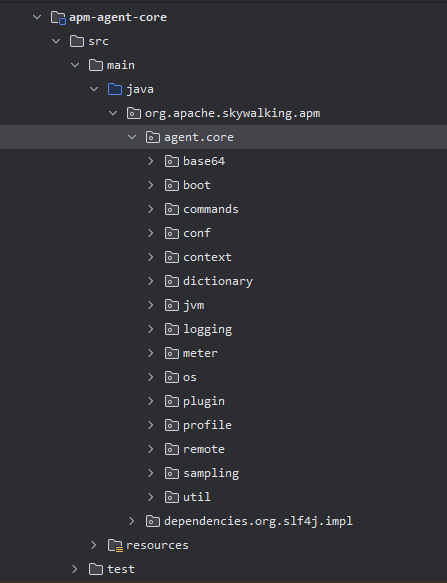 apm-agent-core
src
main
java
org.apache.skywalking.apm
agent.core
base64
boot
commands
conf
context
dictionary
jvm
logging
meter
os
plugin
profile
remote
sampling
util
dependencies.org.slf4j.impl
resources
test